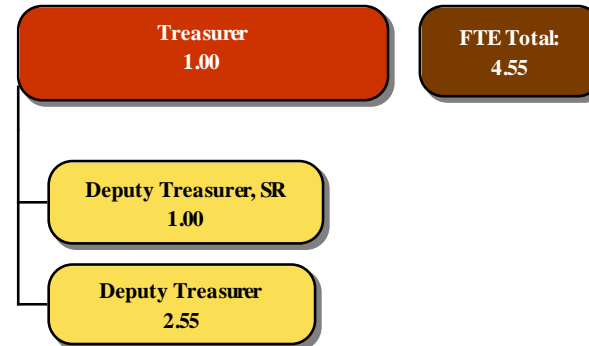 Treasurer
1.00
FTE Total:
4.55
Deputy Treasurer, SR
1.00
Deputy Treasurer
2.55